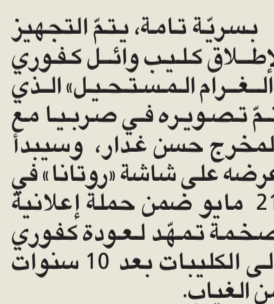 بسريّة تامة، يتمّ التجهيز
لإطلاق كليب وائل كفوري
«الغرام المستحيل» الذي
تمّ تصويره في صربيا مع
المخرج حسن غدار، وسيبدأ
عرضه على شاشة «روتانا» في
21 مايو ضمن حملة إعلانية
ضخمة تمهّد لعودة كفوري
إلى الكليبات بعد 10 سنوات
من الغياب.